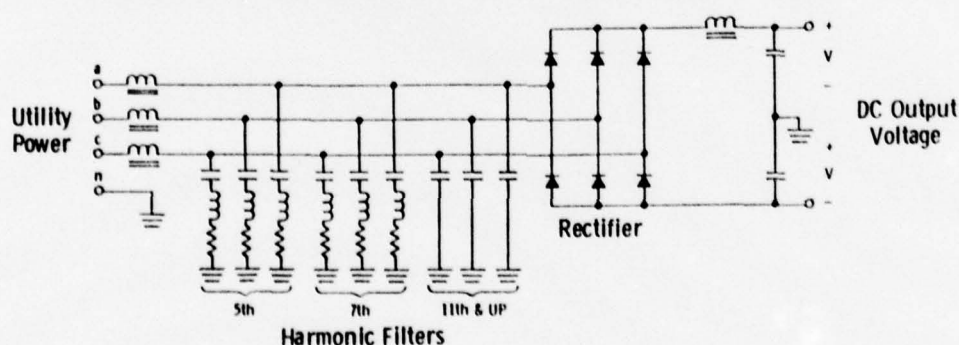 a
b
c
n
Utility
Power
5th
7th
11th & UP
Harmonic Filters
Rectifier
+
V
−
+
V
−
DC Output
Voltage